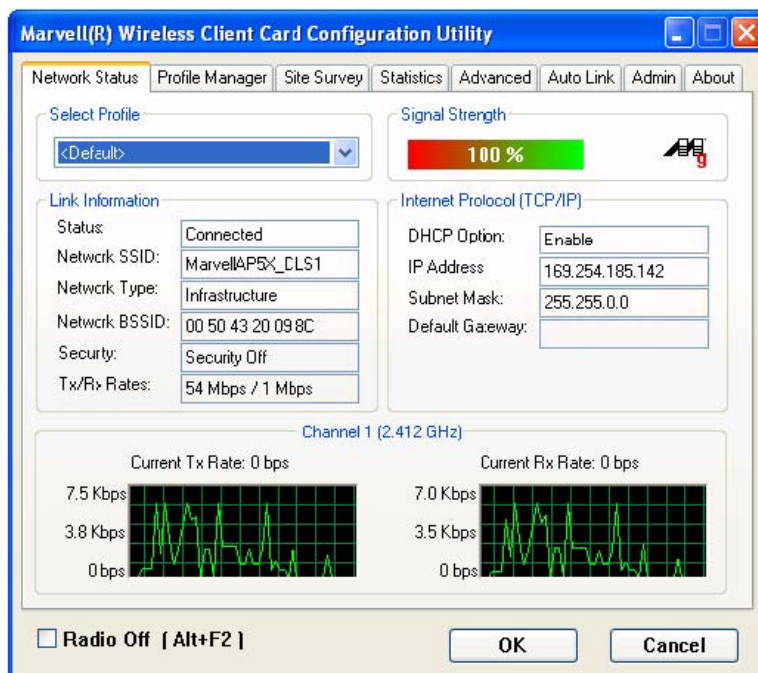 Marvell(R) Wireless Client Card Configuration Utility
Network Status Profile Manager Site Survey Statistics Advanced Auto Link Admin About
Select Profile
<Default>
Signal Strength
100 %
g
Link Information
Status:
Connected
Network SSID:
MarvellAP5X_CLS1
Network Type:
Infrastructure
Network BSSID:
00 50 43 20 09 8C
Security:
Security Off
Tx/Rx Rates:
54 Mbps / 1 Mbps
Internet Protocol (TCP/IP)
DHCP Option:
Enable
IP Address
169.254.185.142
Subnet Mask:
255.255.0.0
Default Gateway:
Channel 1 (2.412 GHz)
Current Tx Rate: 0 bps
7.5 Kbps
3.8 Kbps
0 bps
Current Rx Rate: 0 bps
7.0 Kbps
3.5 Kbps
0 bps
Radio Off [ Alt+F2 ]
OK
Cancel